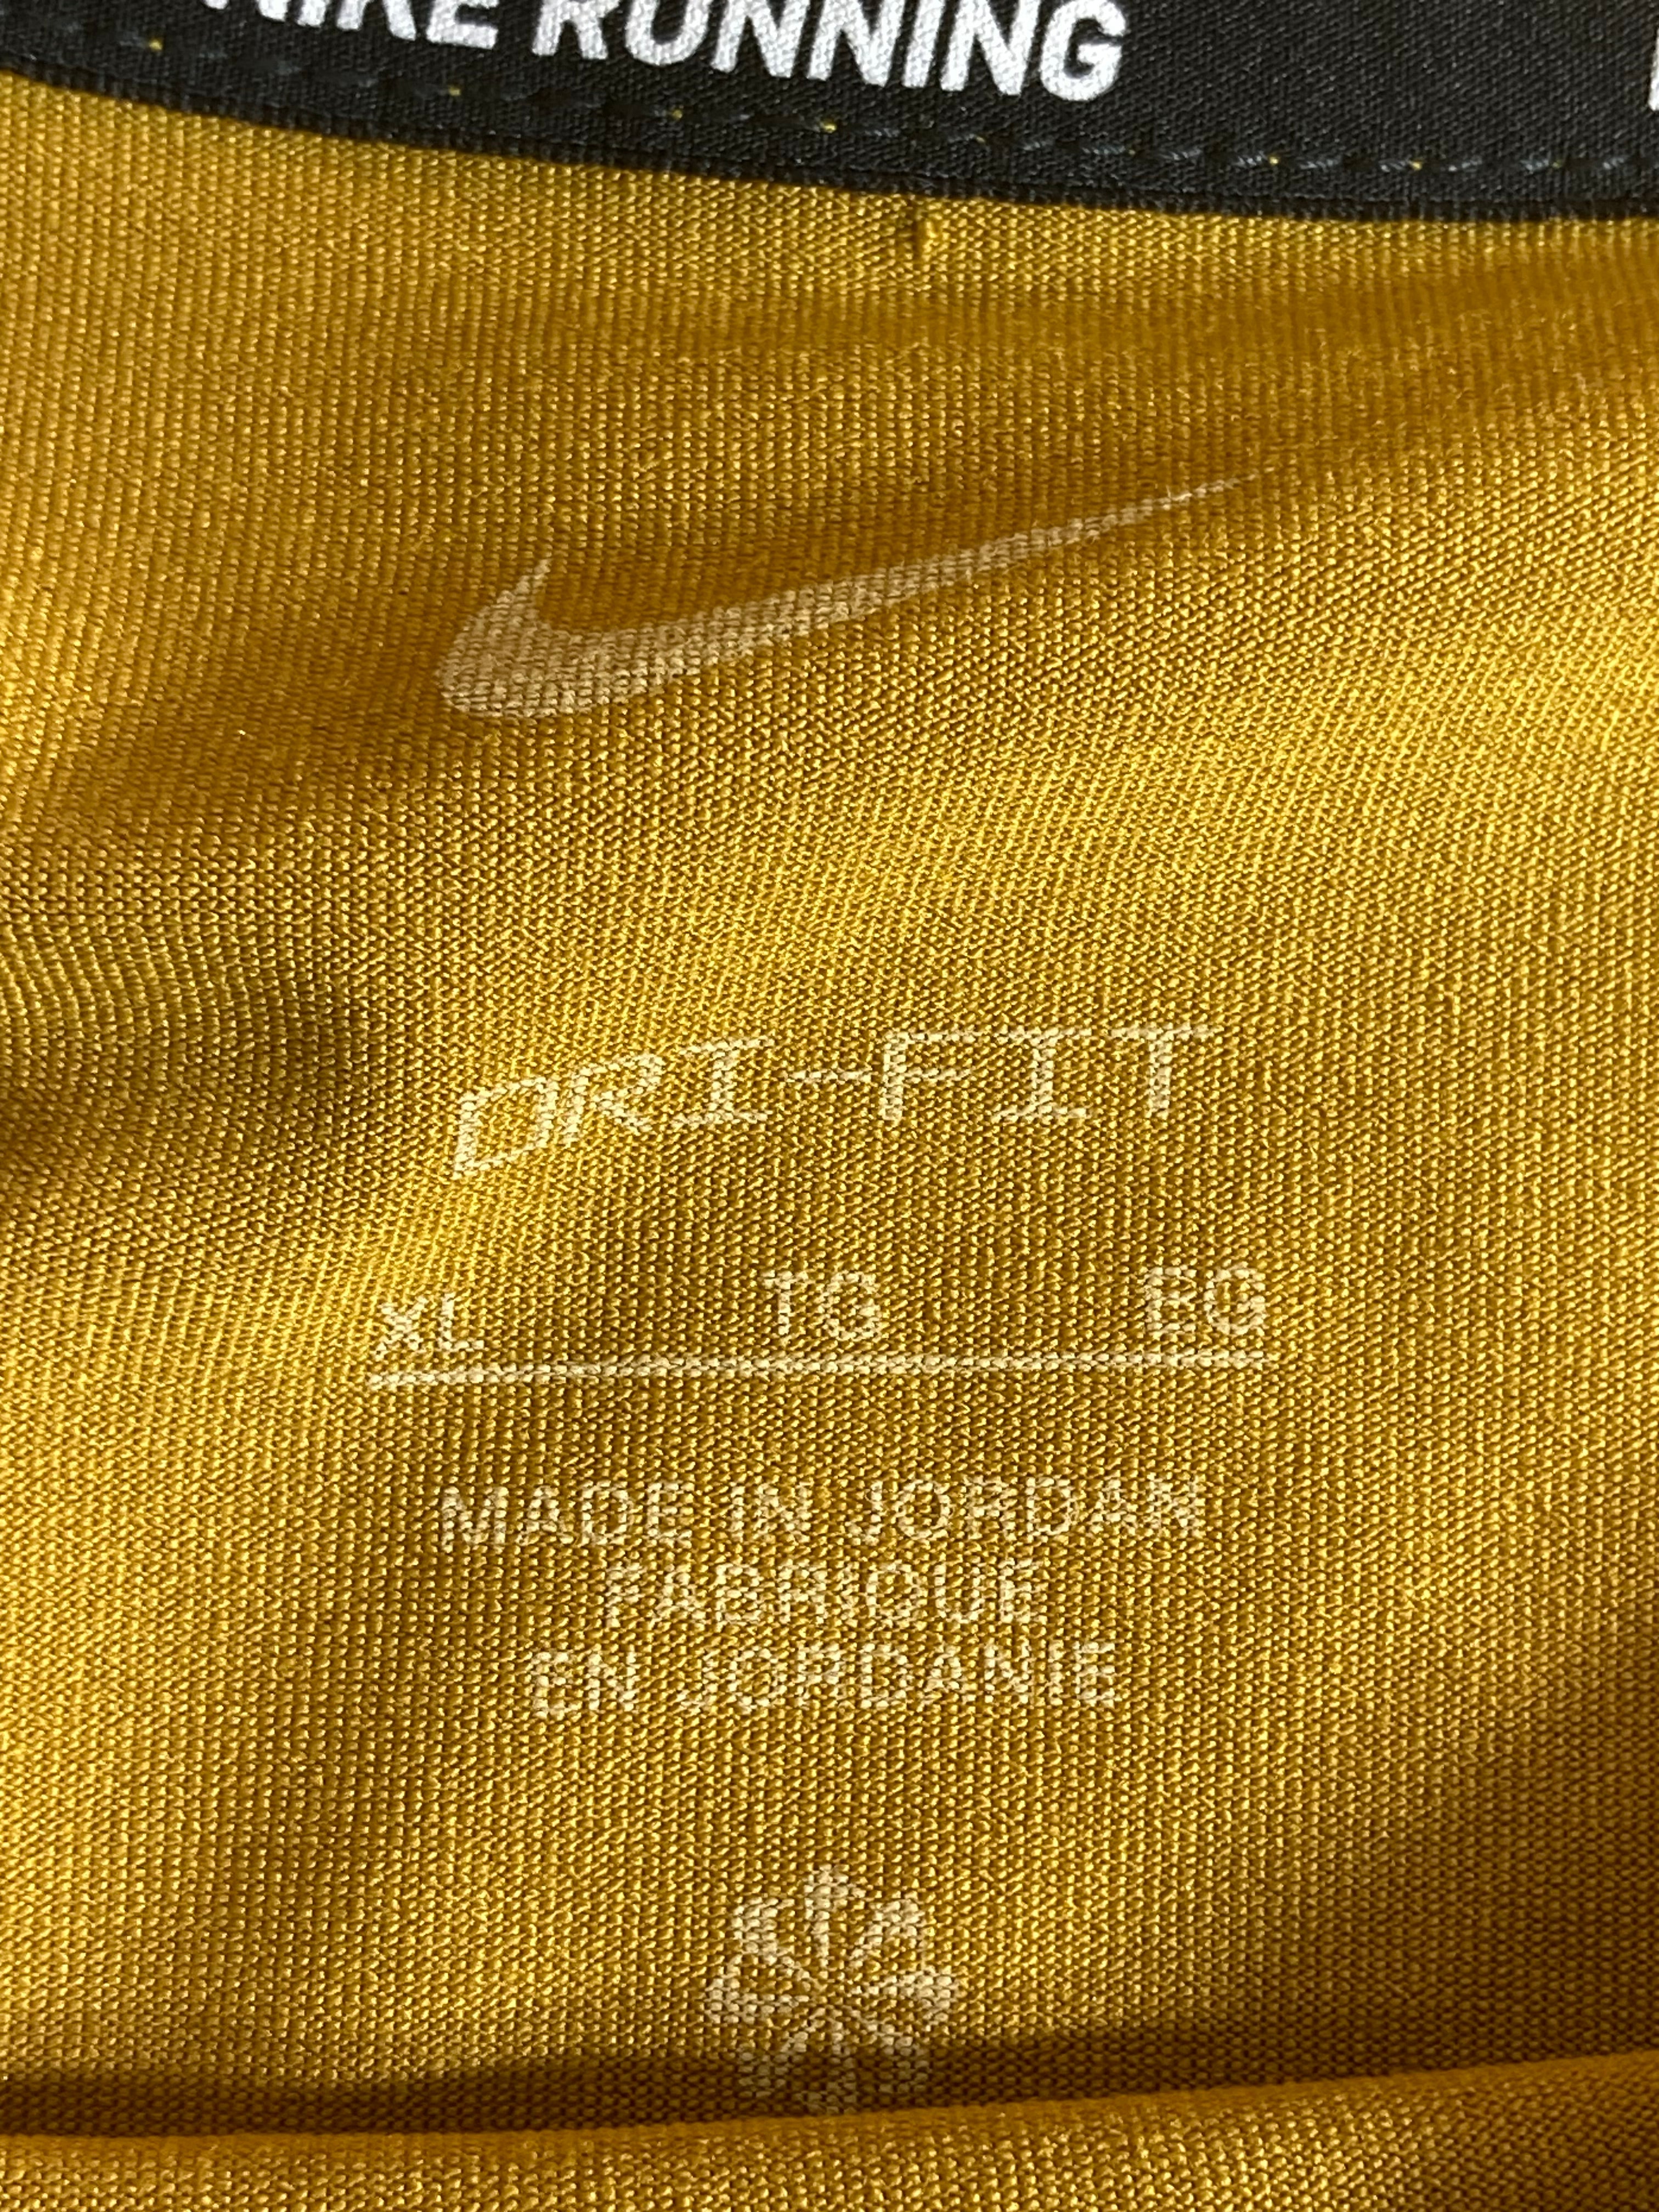 NIKE RUNNING
DRI-FIT
XL TG EG
MADE IN JORDAN
FABRIQUE
EN JORDANIE